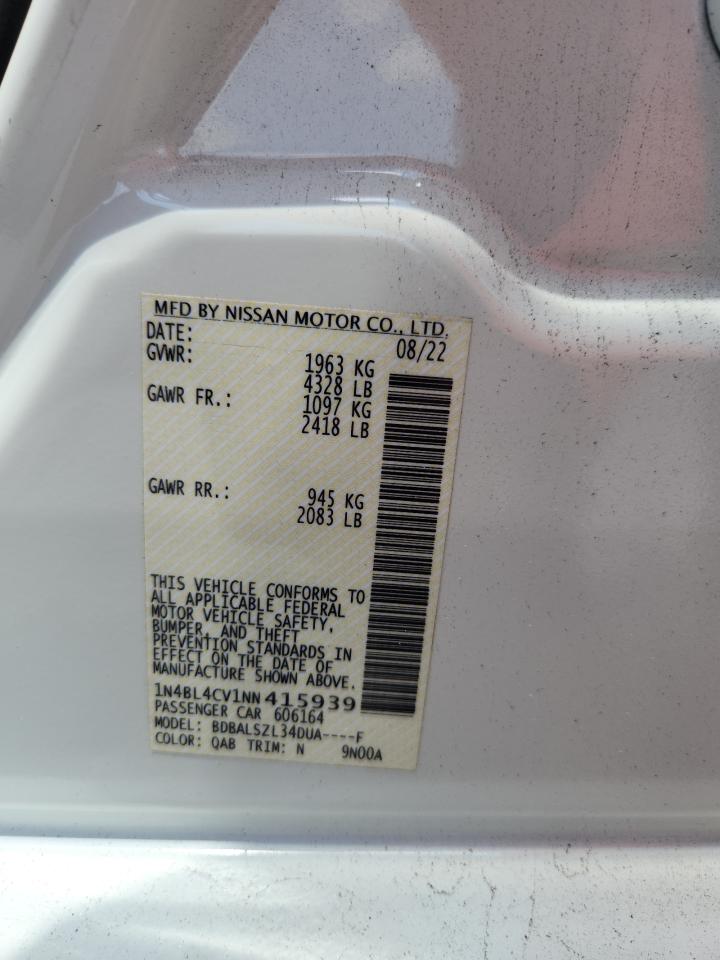 MFD BY NISSAN MOTOR CO., LTD.
DATE: 08/22
GVWR: 1963 KG
4328 LB
GAWR FR.: 1097 KG
2418 LB
GAWR RR.: 945 KG
2083 LB
THIS VEHICLE CONFORMS TO
ALL APPLICABLE FEDERAL
MOTOR VEHICLE SAFETY,
BUMPER, AND THEFT
PREVENTION STANDARDS IN
EFFECT ON THE DATE OF
MANUFACTURE SHOWN ABOVE.
1N4BL4CV1NN415939
PASSENGER CAR 606164
MODEL: BDBALSZL34DUA----F
COLOR: QAB TRIM: N 9N00A